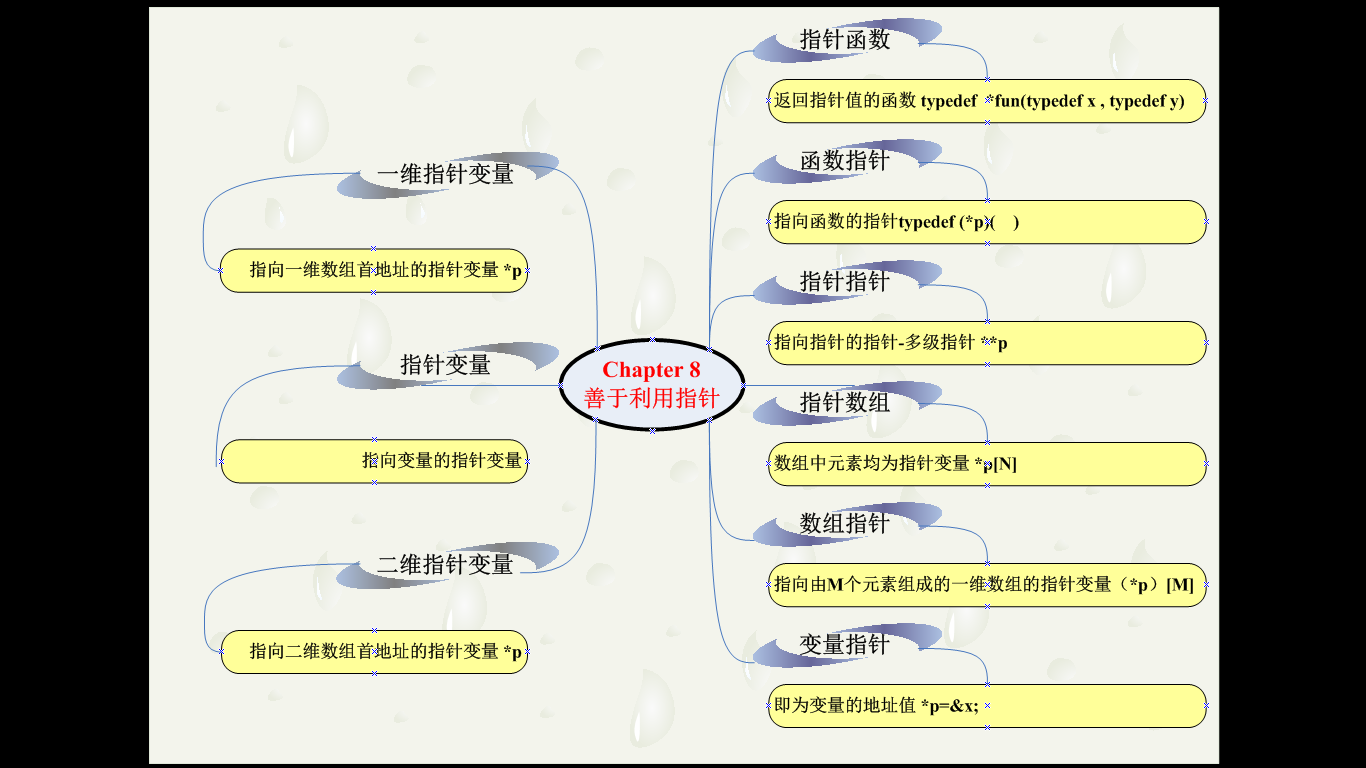 Chapter 8
善于利用指针
一维指针变量
指向一维数组首地址的指针变量 *p
指针变量
指向变量的指针变量
二维指针变量
指向二维数组首地址的指针变量 *p
指针函数
返回指针值的函数 typedef *fun(typedef x , typedef y)
函数指针
指向函数的指针typedef (*p)( )
指针指针
指向指针的指针-多级指针 **p
指针数组
数组中元素均为指针变量 *p[N]
数组指针
指向由M个元素组成的一维数组的指针变量（*p）[M]
变量指针
即为变量的地址值 *p=&x;